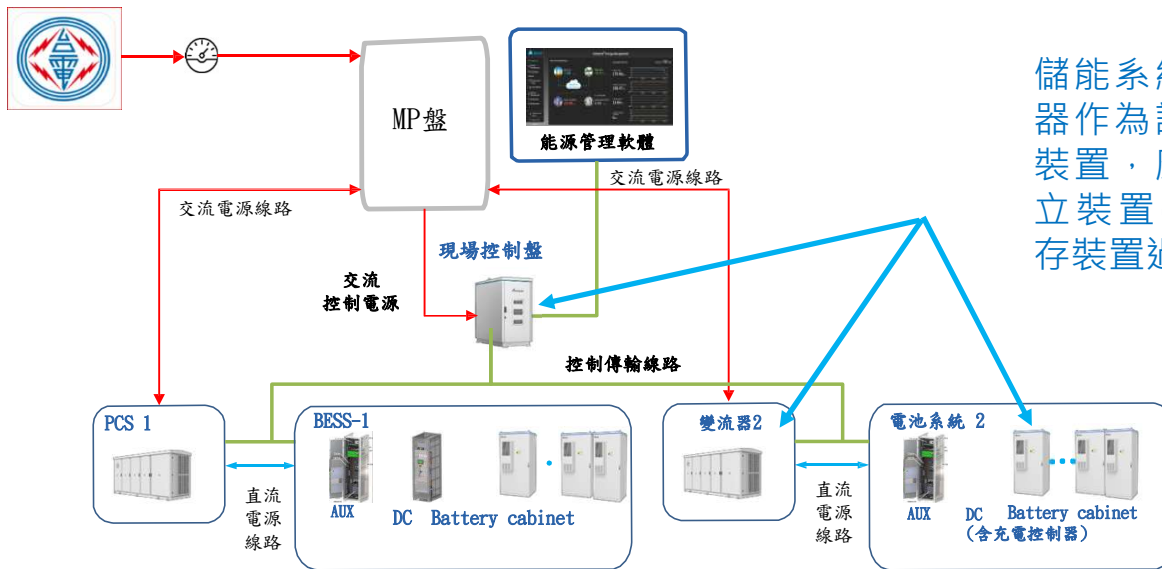 台電
MP盤
能源管理軟體
儲能系統
器作為
裝置，
立裝置
存裝置
交流電源線路
交流電源線路
現場控制盤
交流
控制電源
控制傳輸線路
PCS 1
BESS-1
變流器2
電池系統 2
直流
電源
線路
AUX
DC Battery cabinet
直流
電源
線路
AUX
DC Battery cabinet
(含充電控制器)